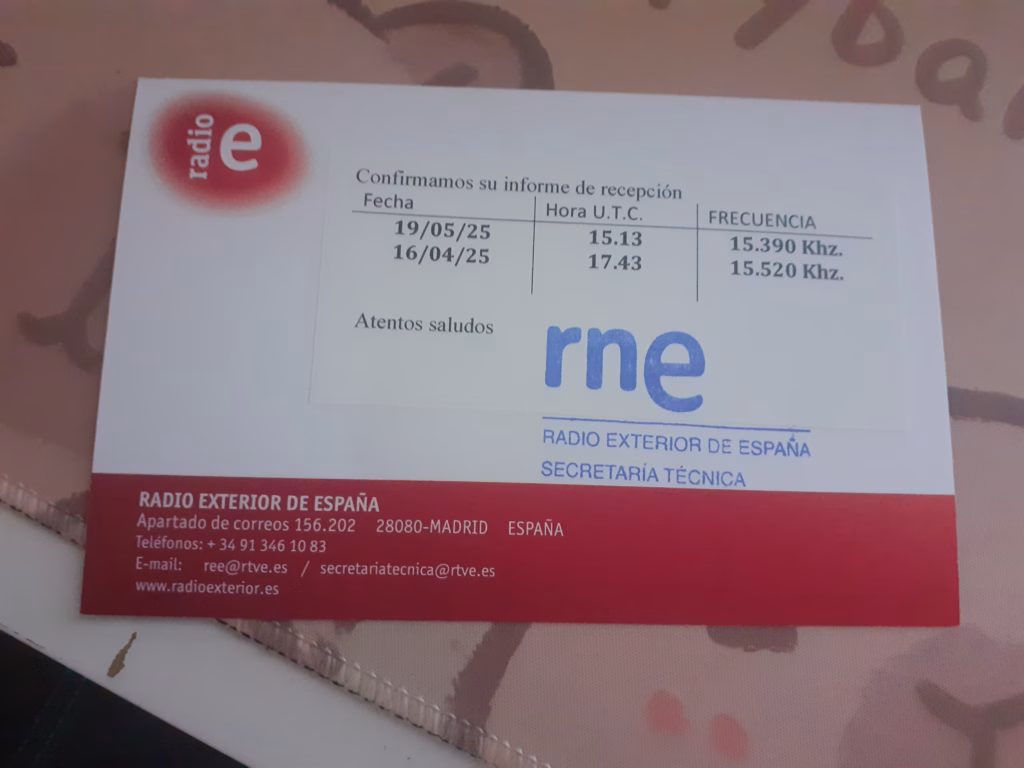 radio e
Confirmamos su informe de recepción
Fecha Hora U.T.C. FRECUENCIA
19/05/25 15.13 15.390 Khz.
16/04/25 17.43 15.520 Khz.
Atentos saludos
rne
RADIO EXTERIOR DE ESPAÑA
SECRETARÍA TÉCNICA
RADIO EXTERIOR DE ESPAÑA
Apartado de correos 156.202 28080-MADRID ESPAÑA
Teléfonos: + 34 91 346 10 83
E-mail: ree@rtve.es / secretariatecnica@rtve.es
www.radioexterior.es